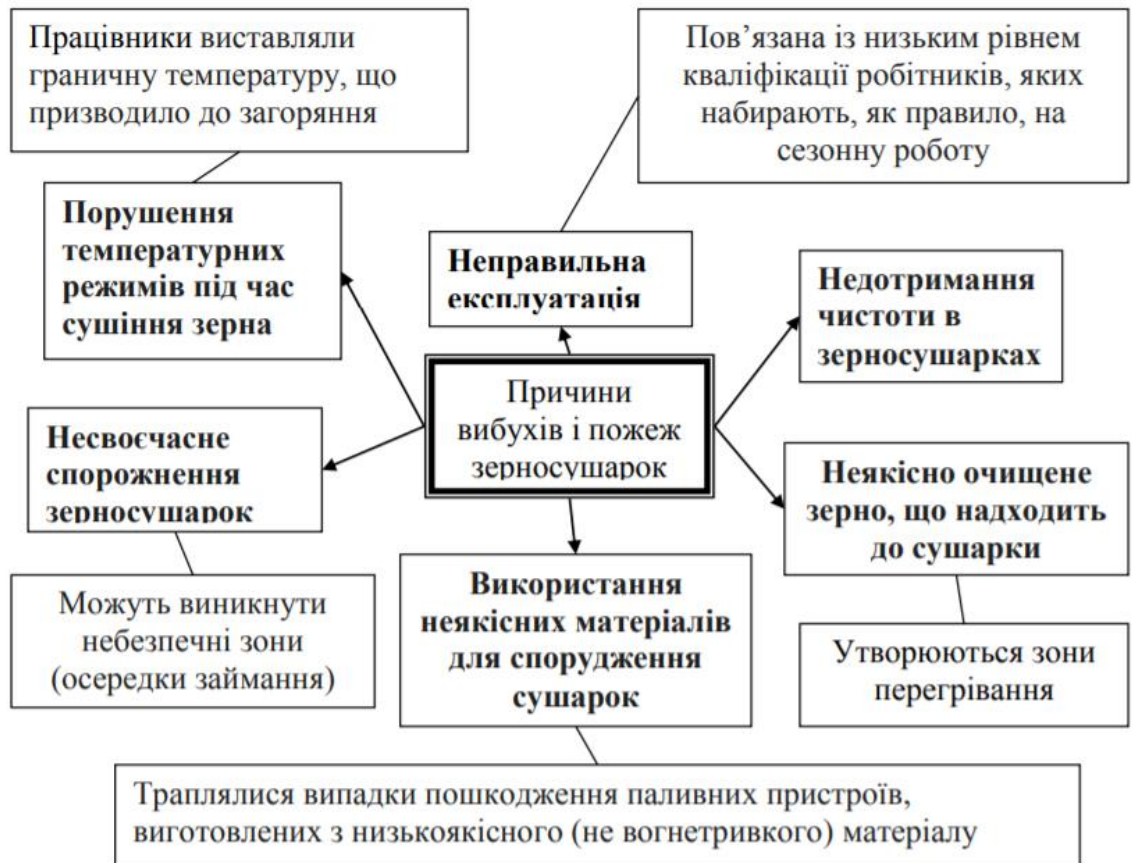 Працівники виставляли
граничну температуру, що
призводило до загоряння
Пов’язана із низьким рівнем
кваліфікації робітників, яких
набирають, як правило, на
сезонну роботу
Порушення
температурних
режимів під час
сушіння зерна
Неправильна
експлуатація
Недотримання
чистоти в
зерносушарках
Причини
вибухів і пожеж
зерносушарок
Несвоєчасне
спорожнення
зерносушарок
Неякісно очищене
зерно, що надходить
до сушарки
Використання
неякісних матеріалів
для спорудження
сушарок
Можуть виникнути
небезпечні зони
(осередки займання)
Утворюються зони
перегрівання
Траплялися випадки пошкодження паливних пристроїв,
виготовлених з низькоякісного (не вогнетривкого) матеріалу